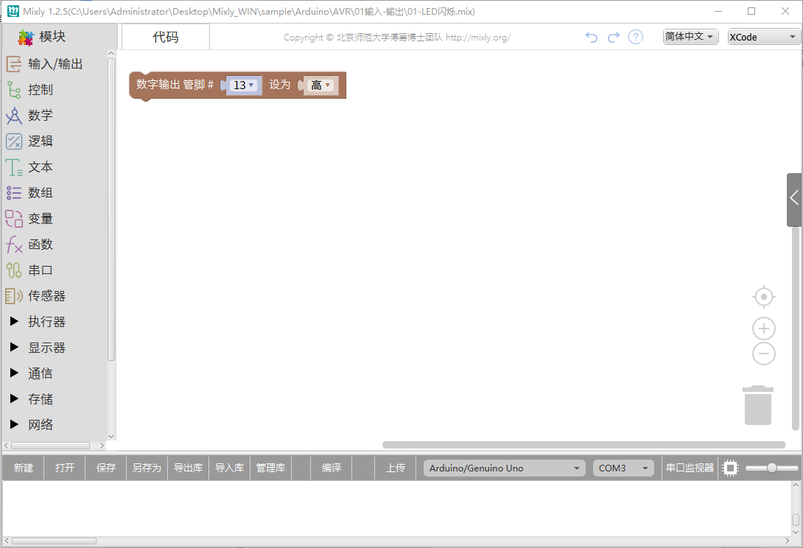 Mixly 1.2.5(C:\Users\Administrator\Desktop\Mixly_WIN\sample\Arduino\AVR\01输入-输出\01-LED闪烁.mix)
模块
代码
Copyright © 北京师范大学傅骞博士团队 http://mixly.org/
简体中文
XCode
输入/输出
控制
数学
逻辑
文本
数组
变量
函数
串口
传感器
执行器
显示器
通信
存储
网络
数字输出 管脚 # 13 设为 高
新建 打开 保存 另存为 导出库 导入库 管理库 编译 上传 Arduino/Genuino Uno COM3 串口监视器